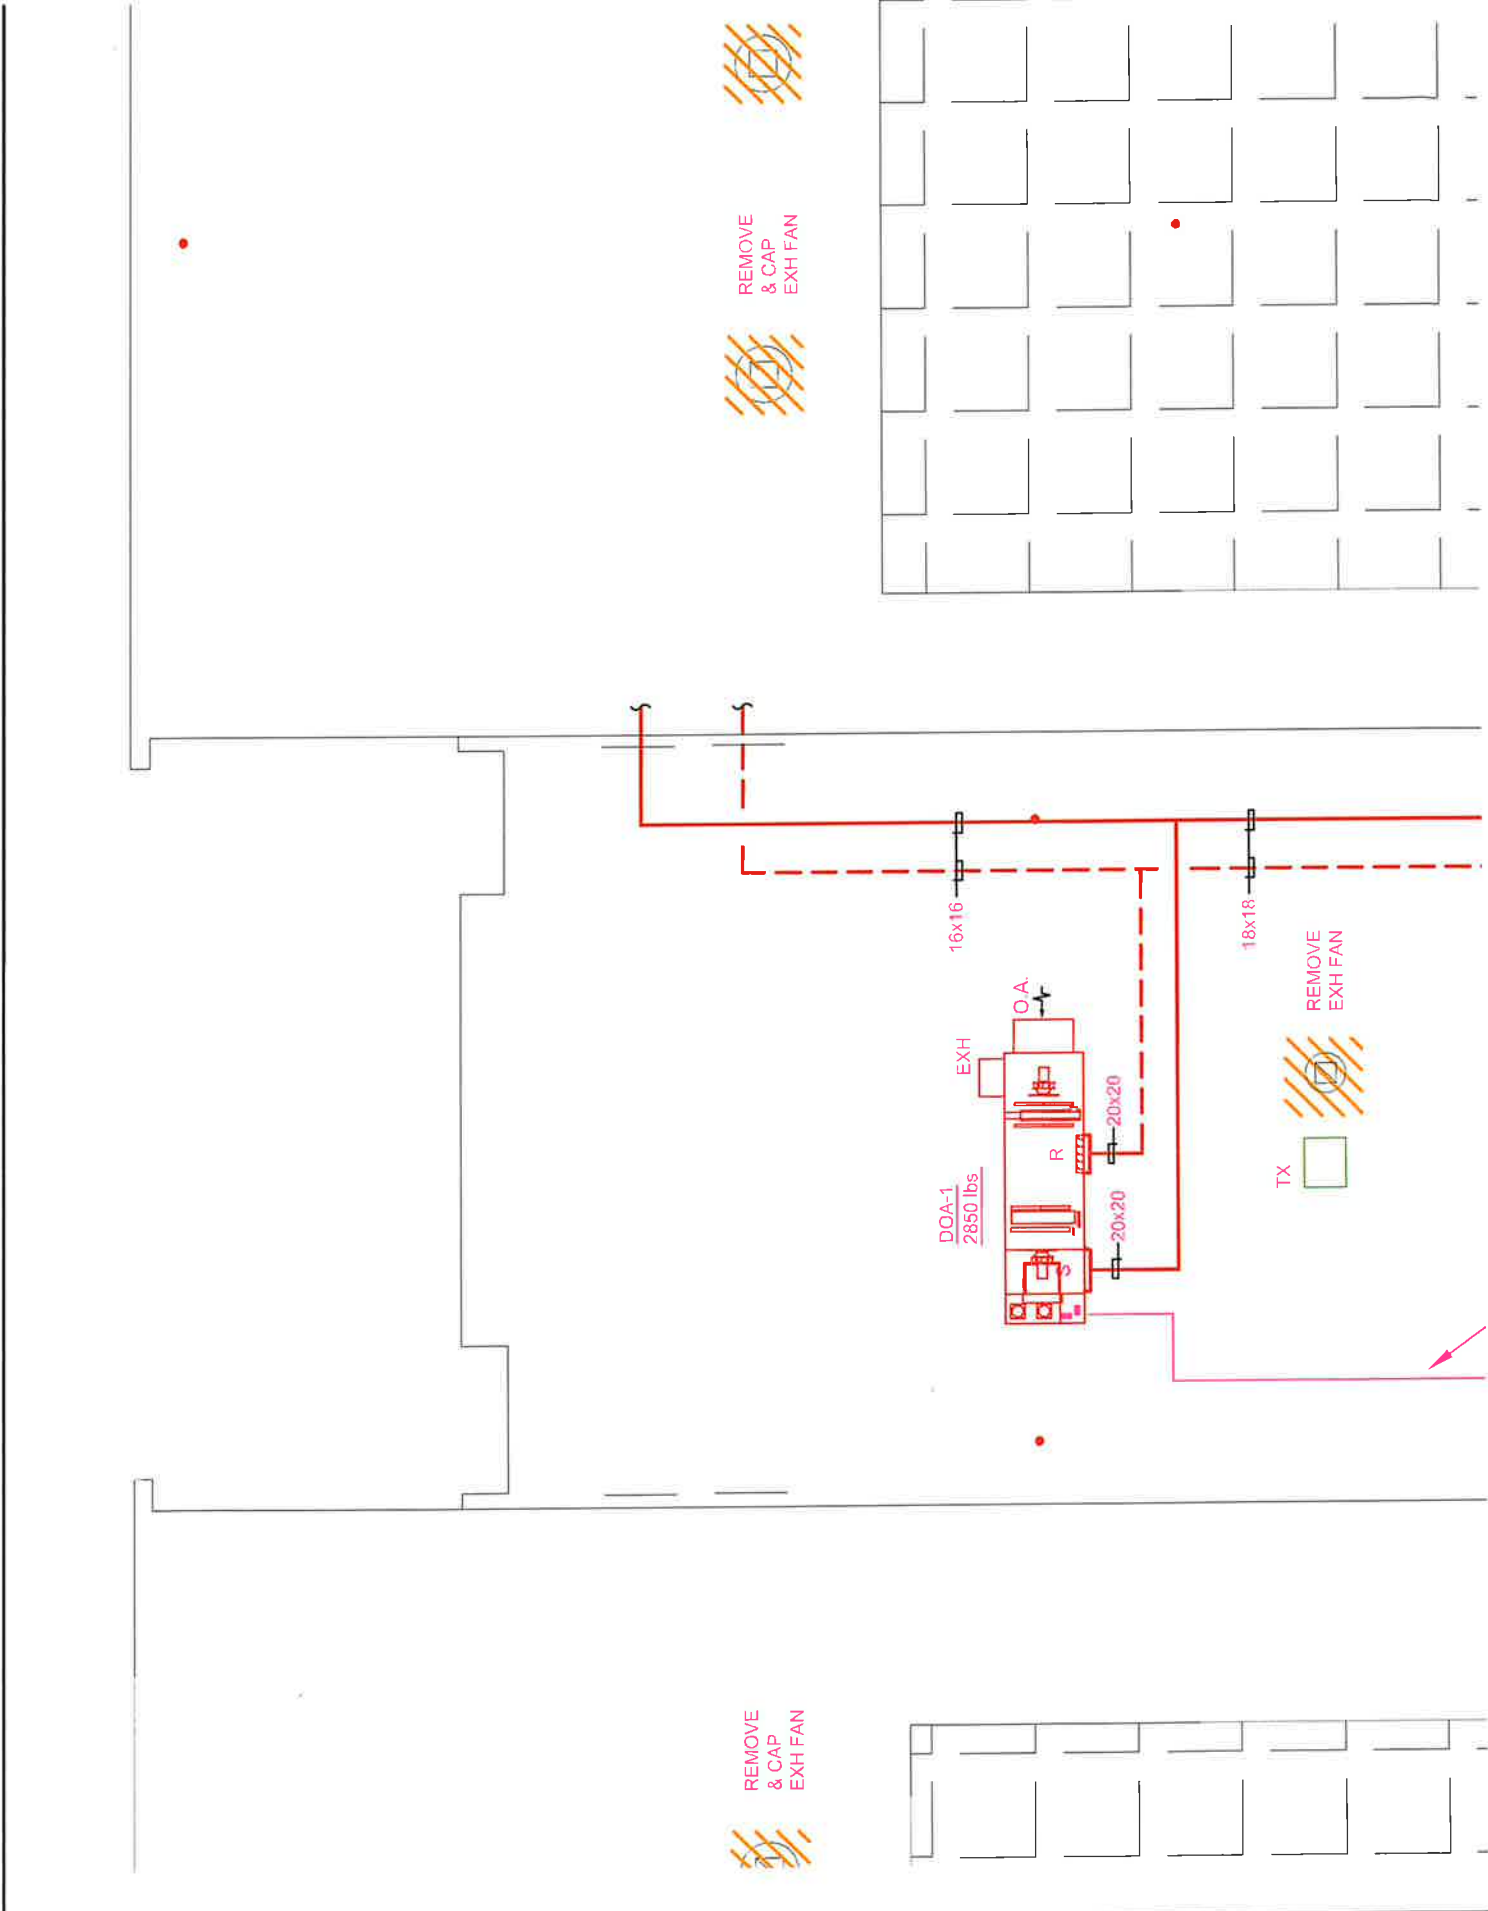 REMOVE
& CAP
EXH FAN
16x16
18x18
REMOVE
EXH FAN
O.A.
EXH
20x20
R
DOA-1
2850 lbs
TX
20x20
S
REMOVE
& CAP
EXH FAN